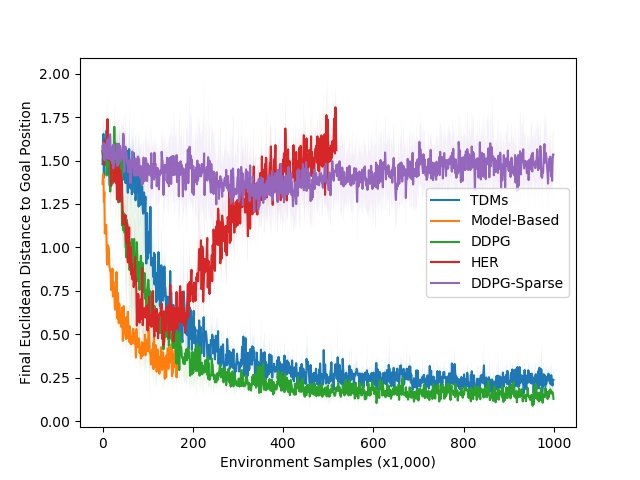 2.00
1.75
1.50
1.25
1.00
0.75
0.50
0.25
0.00
Final Euclidean Distance to Goal Position
TDMs
Model-Based
DDPG
HER
DDPG-Sparse
0 200 400 600 800 1000
Environment Samples (x1,000)